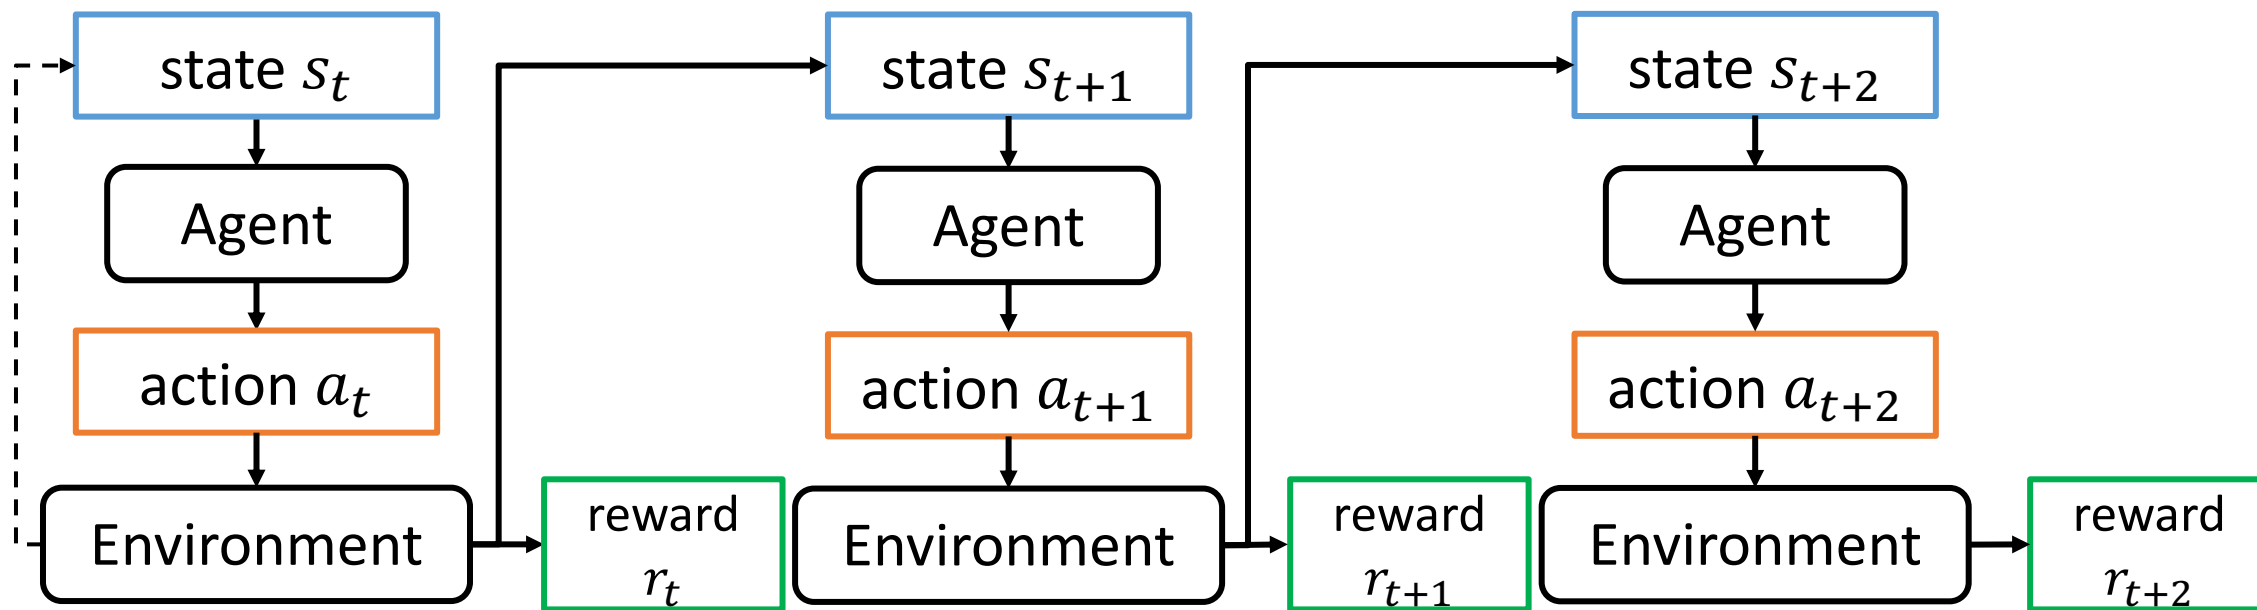 state s_t
Agent
action a_t
Environment
reward
r_t
state s_{t+1}
Agent
action a_{t+1}
Environment
reward
r_{t+1}
state s_{t+2}
Agent
action a_{t+2}
Environment
reward
r_{t+2}